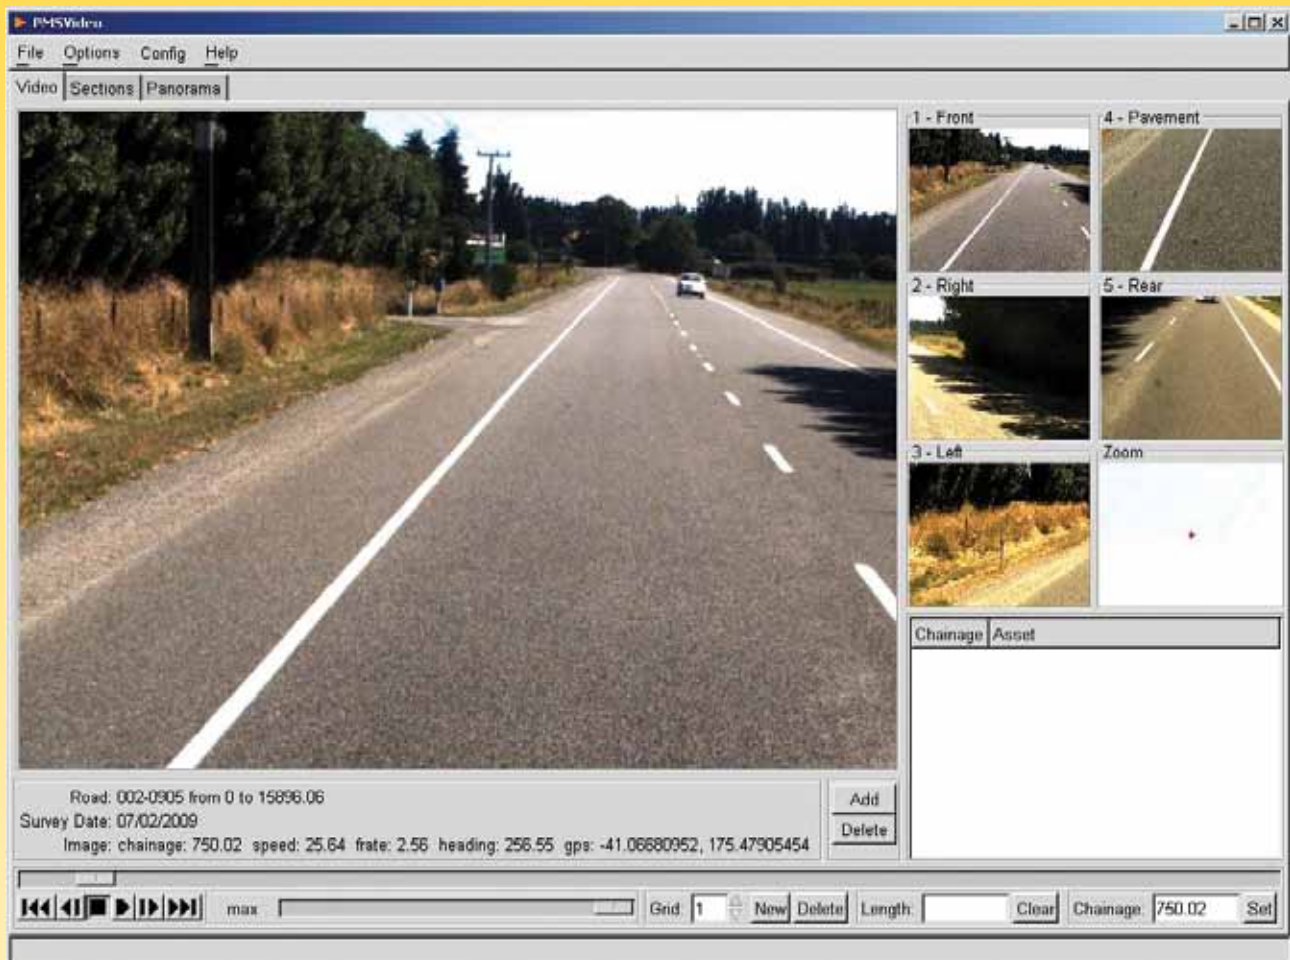 PMSVideo
File Options Config Help
Video Sections Panorama
1 - Front
4 - Pavement
2 - Right
5 - Rear
3 - Left
Zoom
Chainage Asset
Road: 002-0905 from 0 to 15896.06
Survey Date: 07/02/2009
Image: chainage: 750.02 speed: 25.64 frate: 2.56 heading: 256.55 gps: -41.06680952, 175.47905454
Add
Delete
max Grid: 1 New Delete Length: Clear Chainage: 750.02 Set